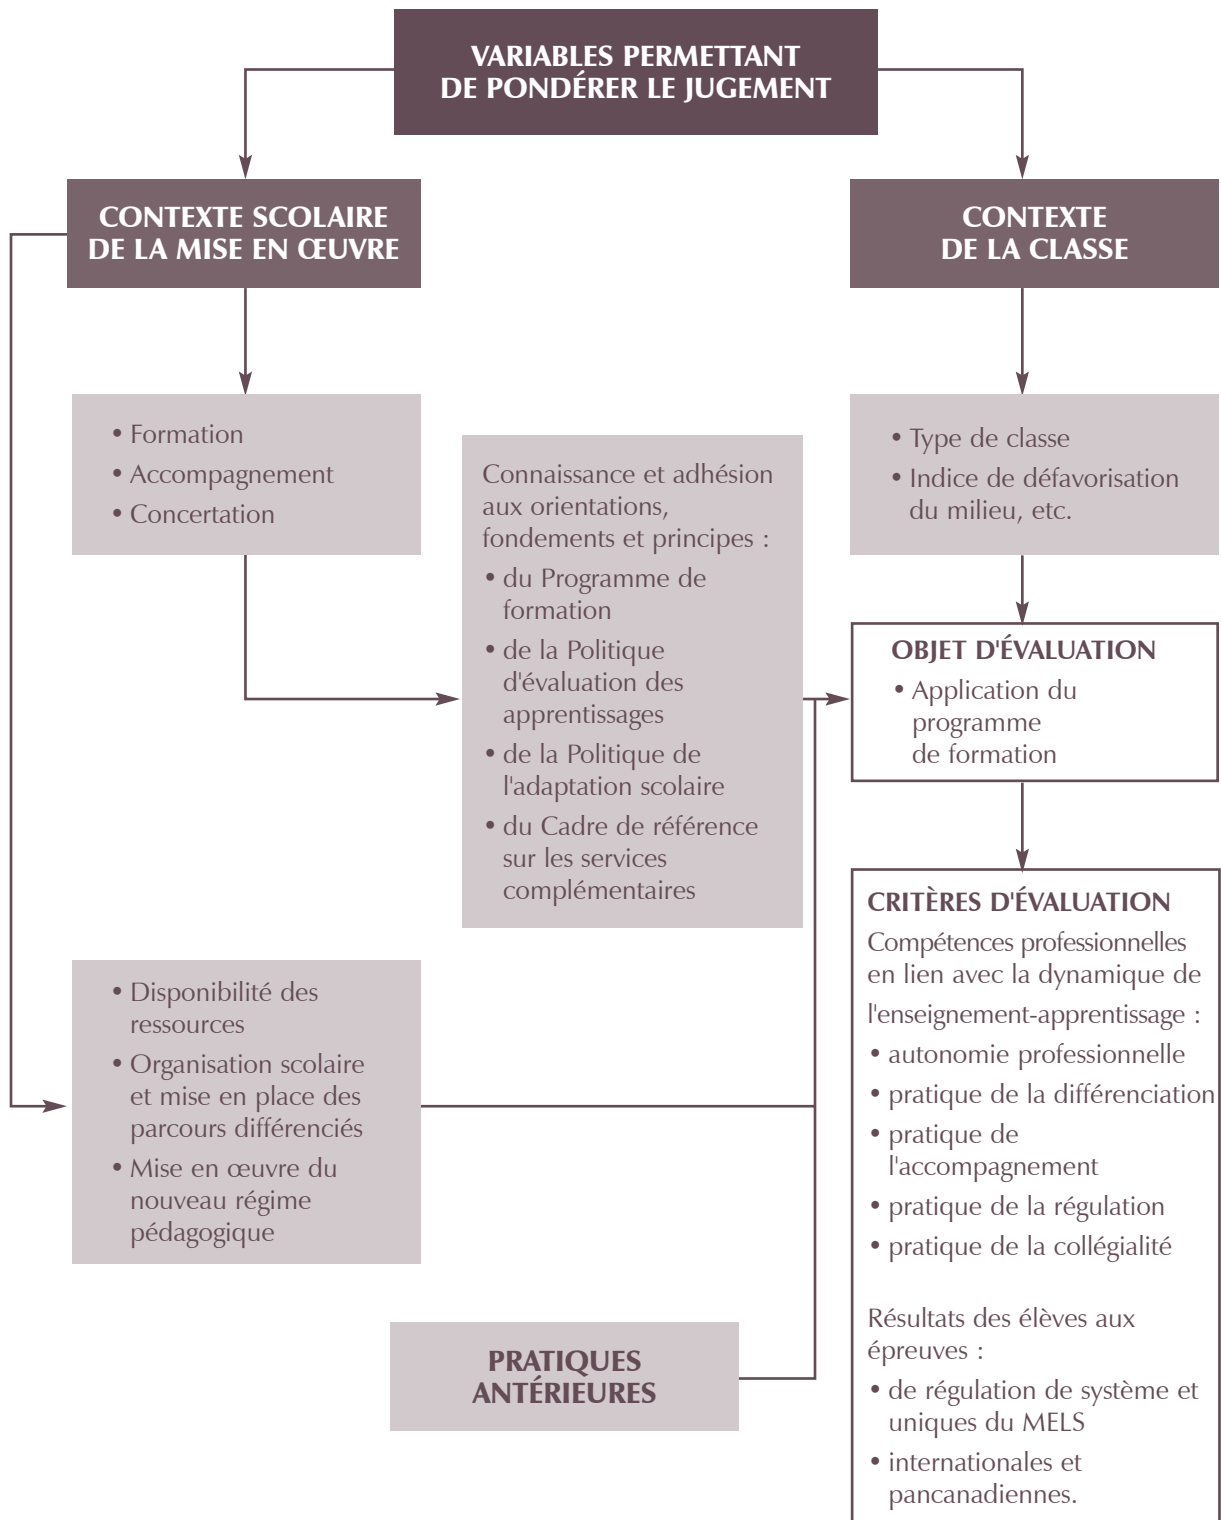 VARIABLES PERMETTANT
DE PONDÉRER LE JUGEMENT
CONTEXTE SCOLAIRE
DE LA MISE EN ŒUVRE
CONTEXTE
DE LA CLASSE
• Formation
• Accompagnement
• Concertation
Connaissance et adhésion
aux orientations,
fondements et principes :
• du Programme de
formation
• de la Politique
d'évaluation des
apprentissages
• de la Politique de
l'adaptation scolaire
• du Cadre de référence
sur les services
complémentaires
• Type de classe
• Indice de défavorisation
du milieu, etc.
OBJET D'ÉVALUATION
• Application du
programme
de formation
• Disponibilité des
ressources
• Organisation scolaire
et mise en place des
parcours différenciés
• Mise en œuvre du
nouveau régime
pédagogique
PRATIQUES
ANTÉRIEURES
CRITÈRES D'ÉVALUATION
Compétences professionnelles
en lien avec la dynamique de
l'enseignement-apprentissage :
• autonomie professionnelle
• pratique de la différenciation
• pratique de
l'accompagnement
• pratique de la régulation
• pratique de la collégialité
Résultats des élèves aux
épreuves :
• de régulation de système et
uniques du MELS
• internationales et
pancanadiennes.